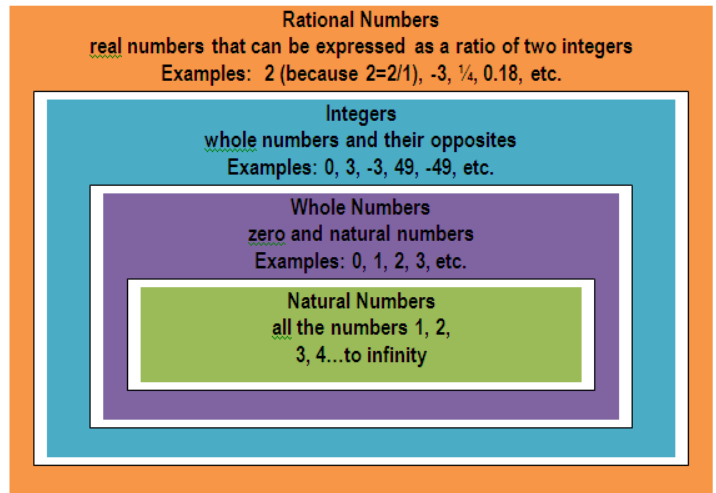 Rational Numbers
real numbers that can be expressed as a ratio of two integers
Examples:  2 (because 2=2/1), -3, ¼, 0.18, etc.
Integers
whole numbers and their opposites
Examples: 0, 3, -3, 49, -49, etc.
Whole Numbers
zero and natural numbers
Examples: 0, 1, 2, 3, etc.
Natural Numbers
all the numbers 1, 2,
3, 4…to infinity